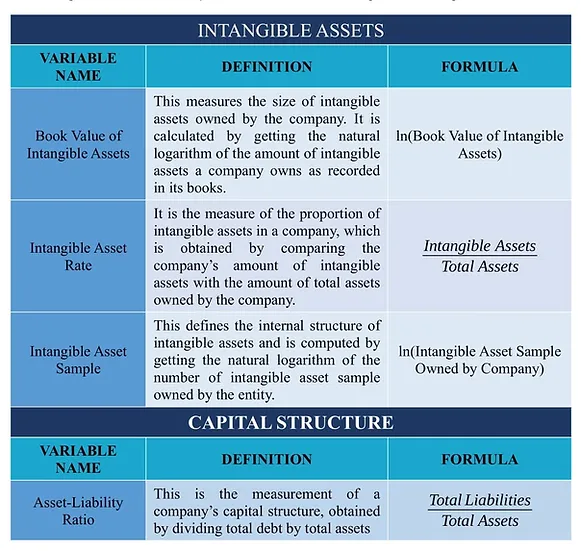 INTANGIBLE ASSETS
VARIABLE
NAME
DEFINITION
FORMULA
Book Value of
Intangible Assets
This measures the size of intangible
assets owned by the company. It is
calculated by getting the natural
logarithm of the amount of intangible
assets a company owns as recorded
in its books.
ln(Book Value of Intangible
Assets)
Intangible Asset
Rate
It is the measure of the proportion of
intangible assets in a company, which
is obtained by comparing the
company’s amount of intangible
assets with the amount of total assets
owned by the company.
Intangible Assets
Total Assets
Intangible Asset
Sample
This defines the internal structure of
intangible assets and is computed by
getting the natural logarithm of the
number of intangible asset sample
owned by the entity.
ln(Intangible Asset Sample
Owned by Company)
CAPITAL STRUCTURE
VARIABLE
NAME
DEFINITION
FORMULA
Asset-Liability
Ratio
This is the measurement of a
company’s capital structure, obtained
by dividing total debt by total assets
Total Liabilities
Total Assets